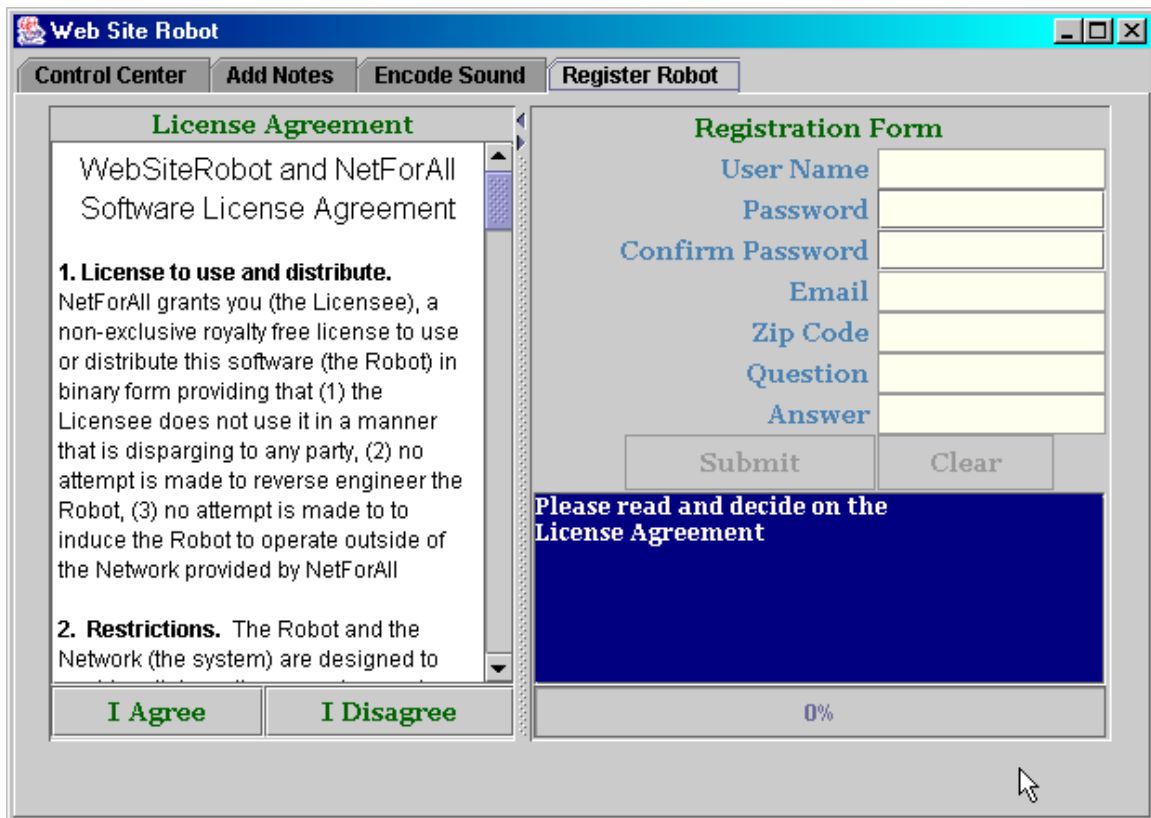 Web Site Robot
Control Center
Add Notes
Encode Sound
Register Robot
License Agreement
WebSiteRobot and NetForAll
Software License Agreement
1. License to use and distribute.
NetForAll grants you (the Licensee), a
non-exclusive royalty free license to use
or distribute this software (the Robot) in
binary form providing that (1) the
Licensee does not use it in a manner
that is disparging to any party, (2) no
attempt is made to reverse engineer the
Robot, (3) no attempt is made to to
induce the Robot to operate outside of
the Network provided by NetForAll
2. Restrictions. The Robot and the
Network (the system) are designed to
I Agree
I Disagree
Registration Form
User Name
Password
Confirm Password
Email
Zip Code
Question
Answer
Submit
Clear
Please read and decide on the
License Agreement
0%